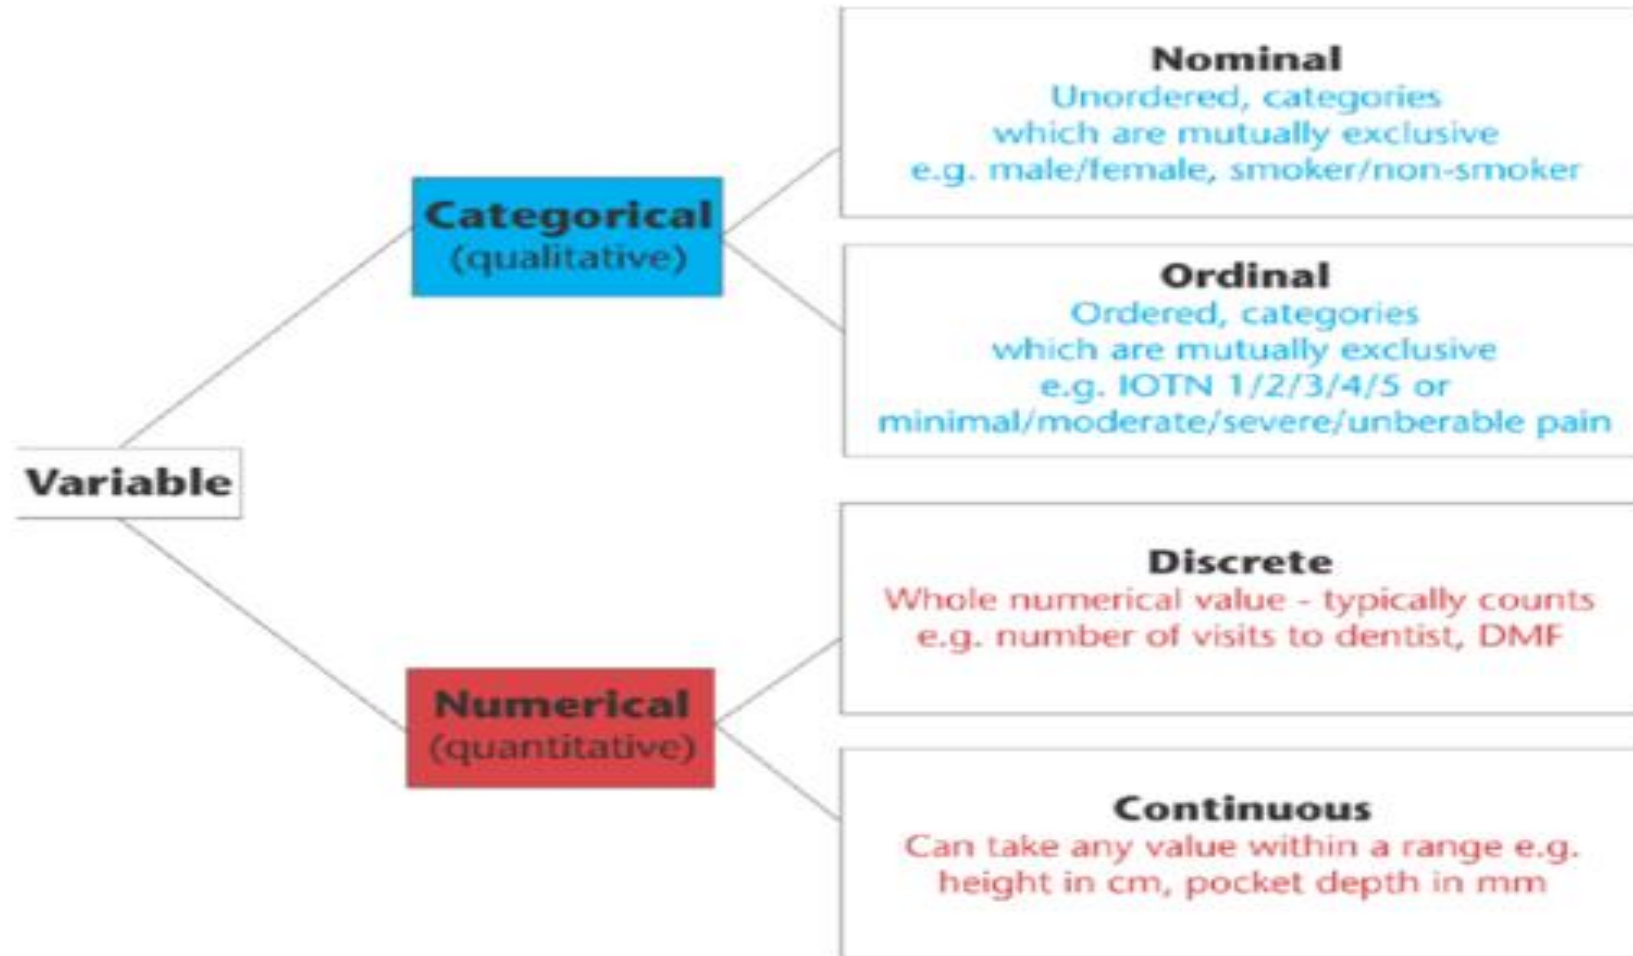 Variable
Categorical
(qualitative)
Numerical
(quantitative)
Nominal
Unordered, categories
which are mutually exclusive
e.g. male/female, smoker/non-smoker
Ordinal
Ordered, categories
which are mutually exclusive
e.g. IOTN 1/2/3/4/5 or
minimal/moderate/severe/unberable pain
Discrete
Whole numerical value - typically counts
e.g. number of visits to dentist, DMF
Continuous
Can take any value within a range e.g.
height in cm, pocket depth in mm